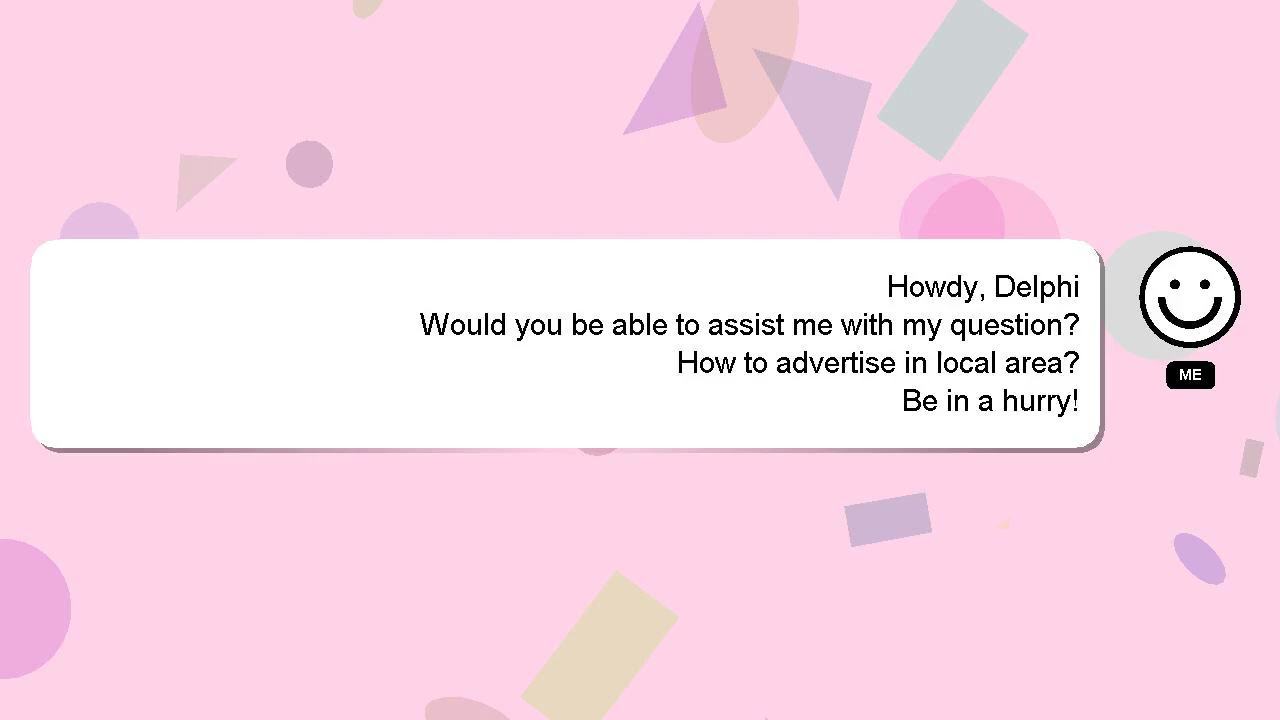 Howdy, Delphi
Would you be able to assist me with my question?
How to advertise in local area?
Be in a hurry!
ME